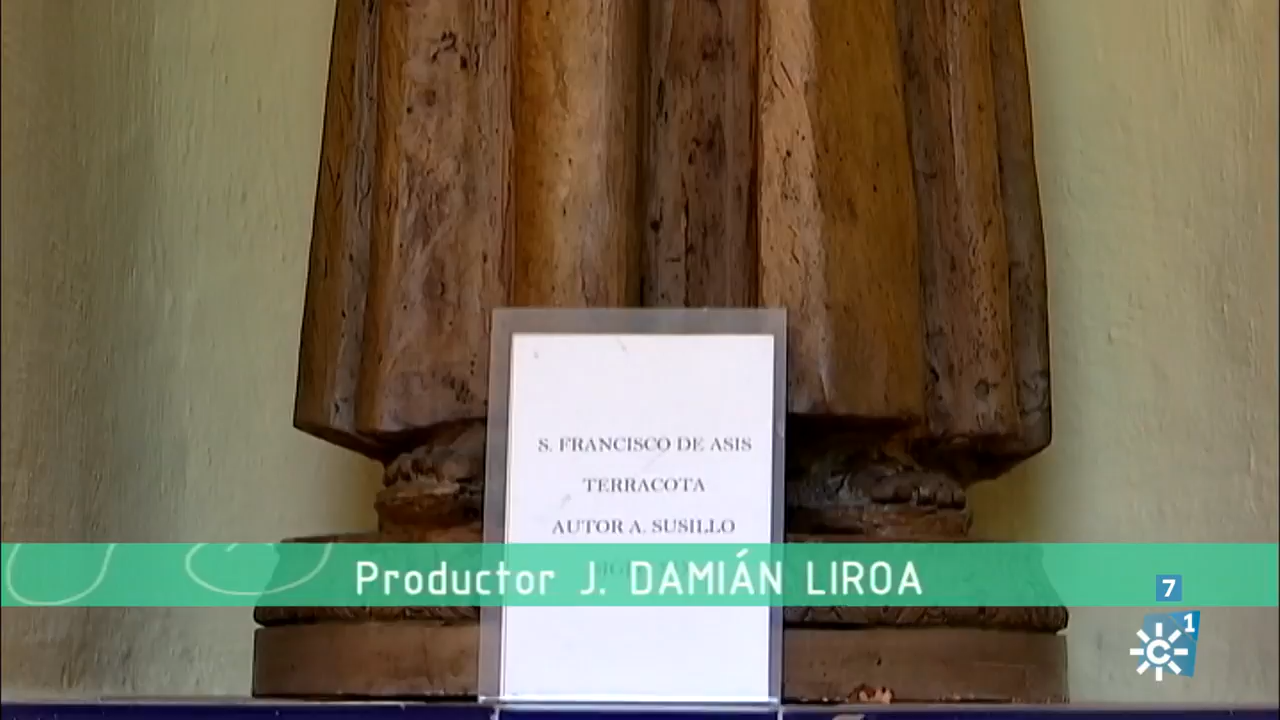 S. FRANCISCO DE ASIS
TERRACOTA
AUTOR A. SUSILLO
Productor J. DAMIÁN LIROA
7
1
C